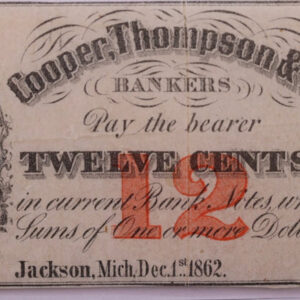 Cooper, Thompson &
BANKERS
Pay the bearer
TWELVE CENTS
12
in current Bank Notes, w
Sums of One or more Dol
Jackson, Mich, Dec. 1st 1862.